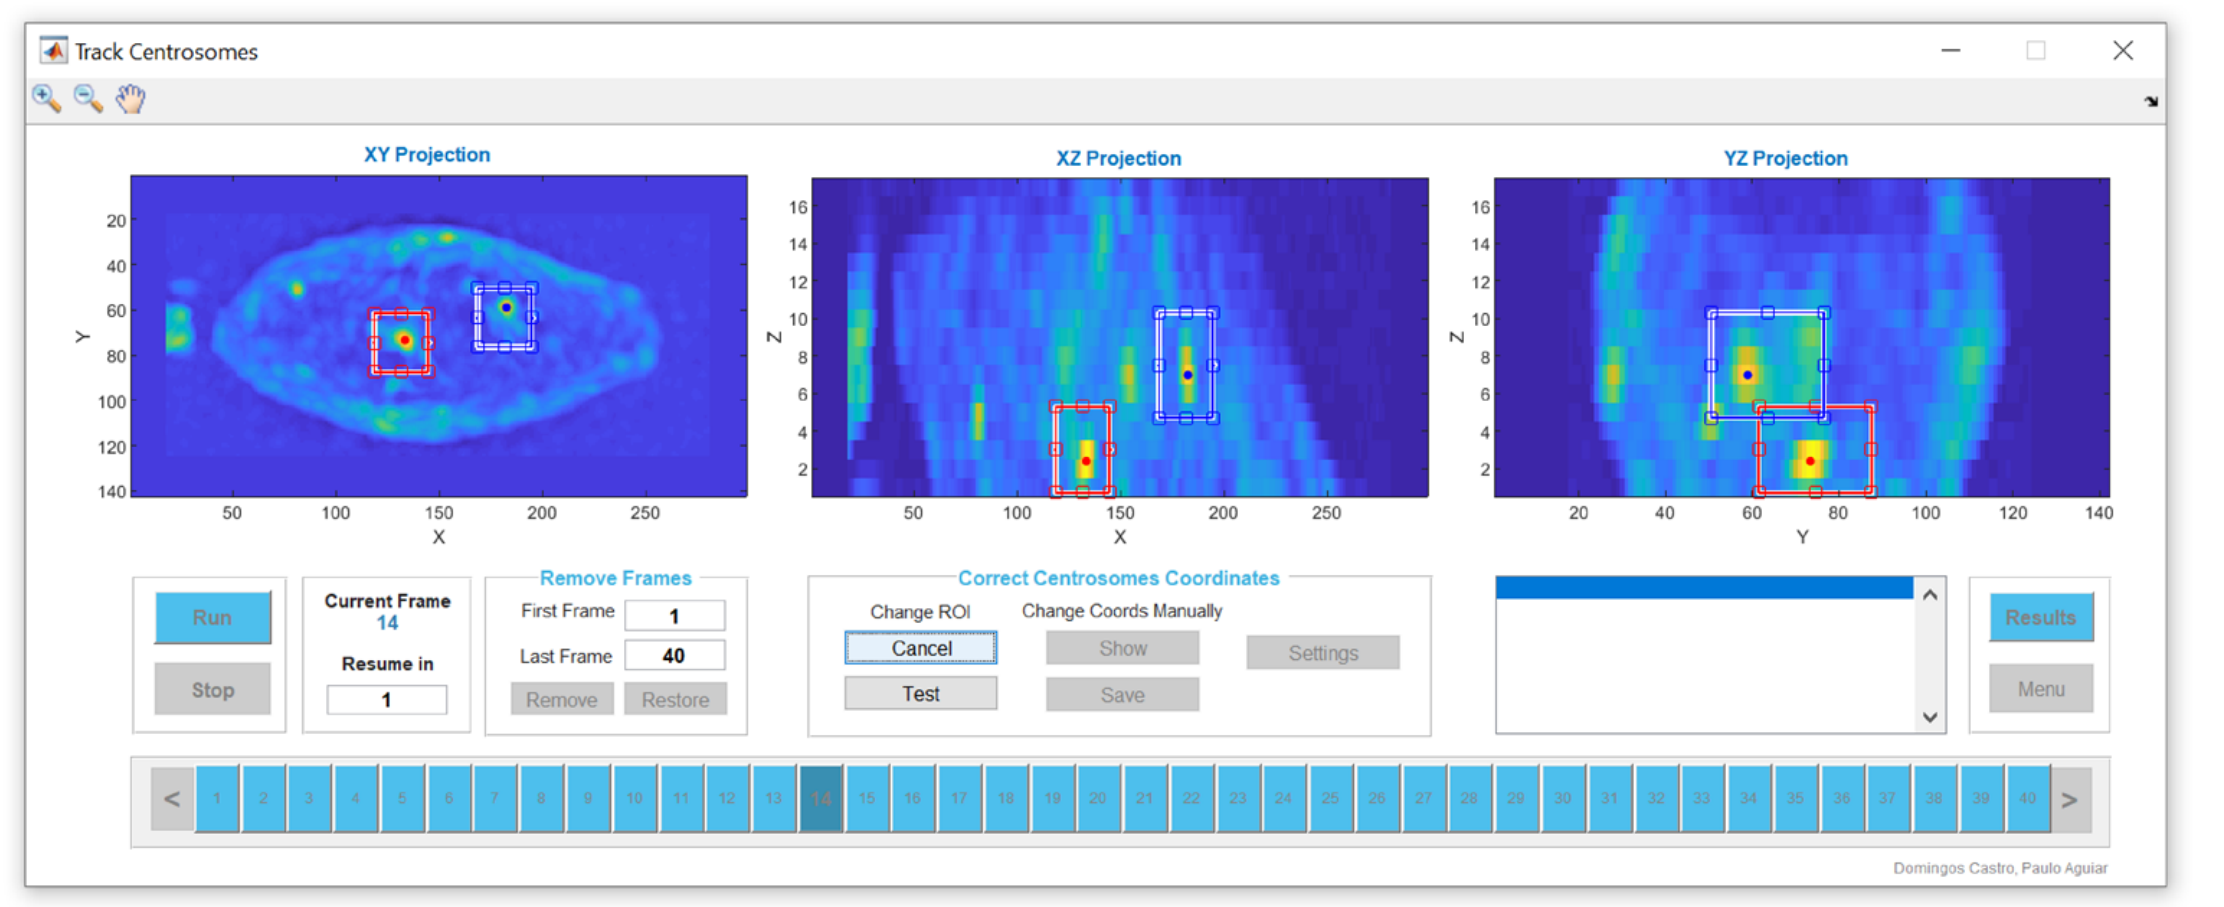 Track Centrosomes
XY Projection
20
40
60
80
100
120
140
Y
50
100
150
200
250
X
XZ Projection
16
14
12
10
8
6
4
2
Z
50
100
150
200
250
X
YZ Projection
16
14
12
10
8
6
4
2
Z
20
40
60
80
100
120
140
Y
Run
Stop
Current Frame
14
Resume in
1
Remove Frames
First Frame 1
Last Frame 40
Remove Restore
Correct Centrosomes Coordinates
Change ROI Change Coords Manually
Cancel Show Settings
Test Save
Results
Menu
< 1 2 3 4 5 6 7 8 9 10 11 12 13 14 15 16 17 18 19 20 21 22 23 24 25 26 27 28 29 30 31 32 33 34 35 36 37 38 39 40 >
Domingos Castro, Paulo Aguiar